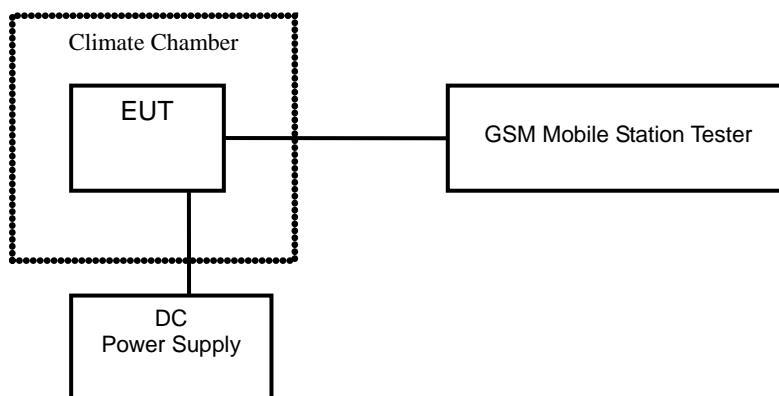 Climate Chamber
EUT
GSM Mobile Station Tester
DC
Power Supply